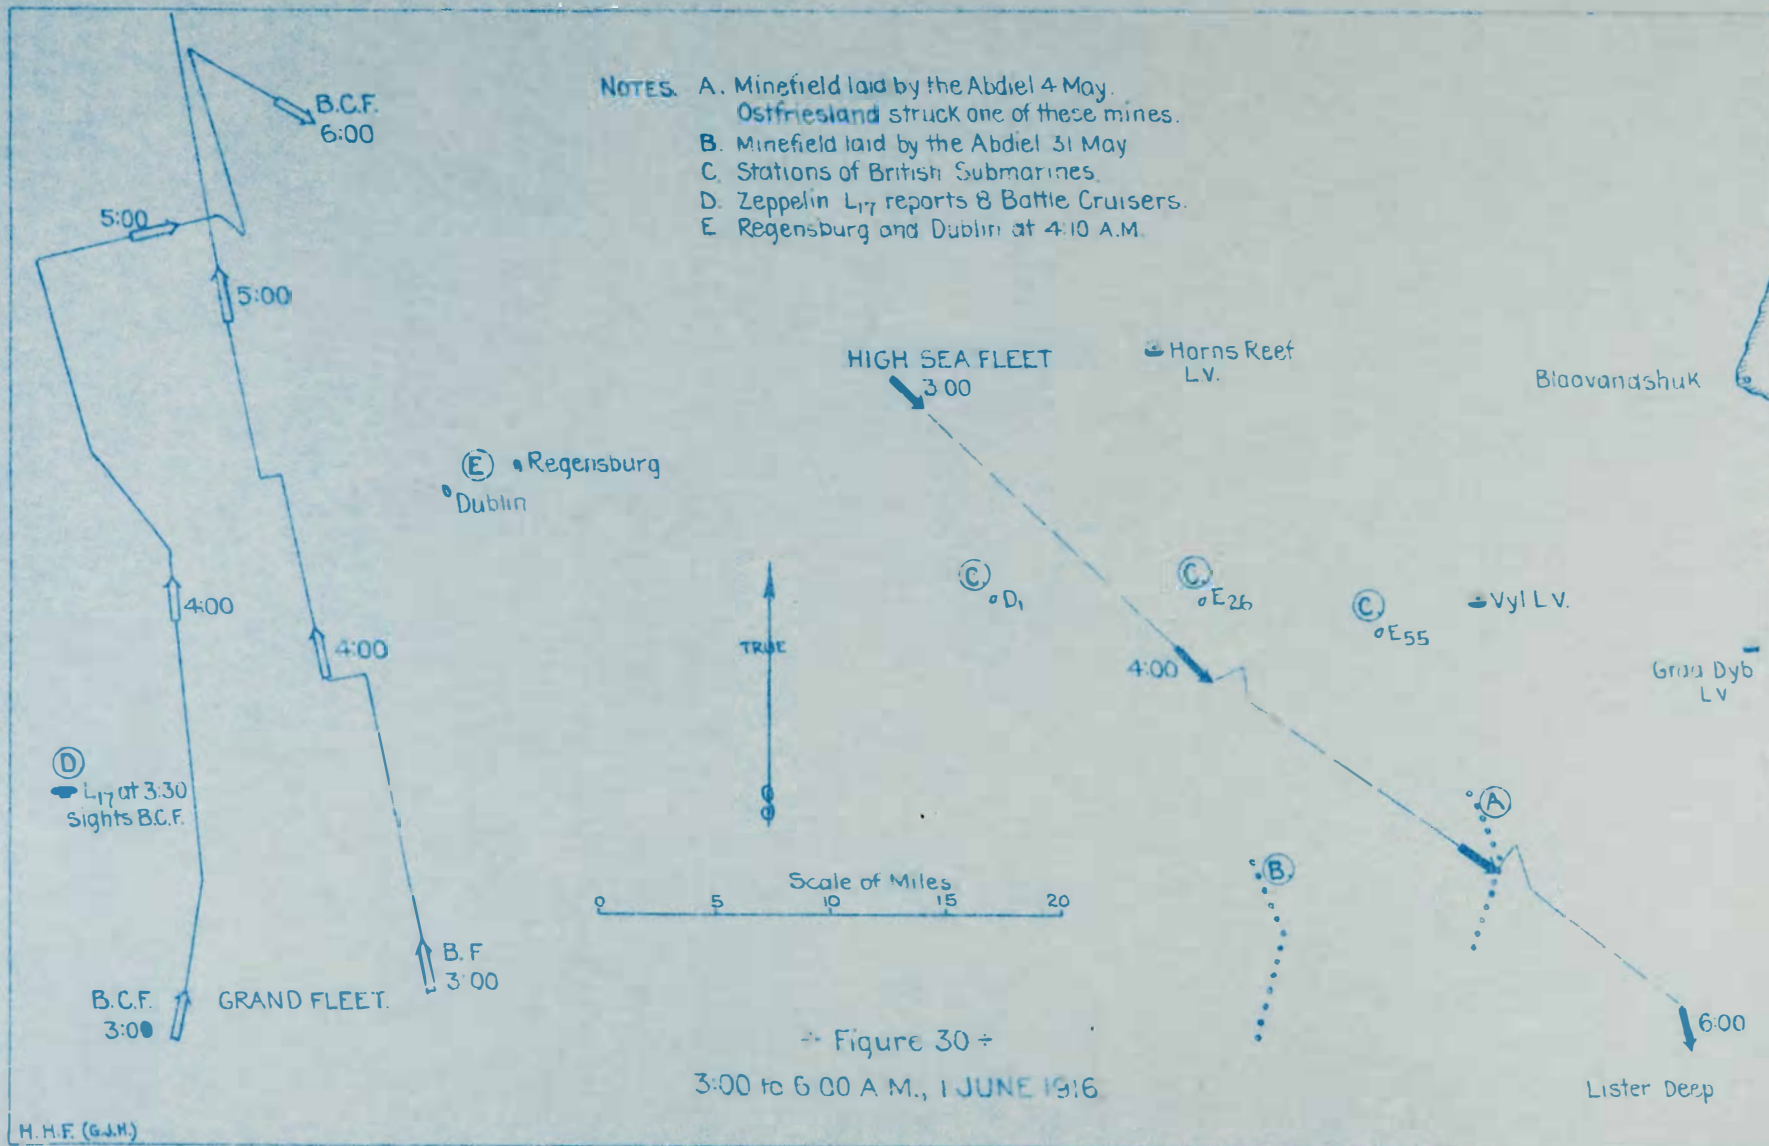 NOTES. A. Minefield laid by the Abdiel 4 May.
Ostfriesland struck one of these mines.
B. Minefield laid by the Abdiel 31 May
C. Stations of British Submarines.
D. Zeppelin L17 reports 8 Battle Cruisers.
E Regensburg and Dublin at 4:10 A.M.
B.C.F.
6:00
5:00
5:00
HIGH SEA FLEET
3 00
Horns Reef
L.V.
Blaovandshuk
E
Regensburg
Dublin
C.
D1
C.
E26
C.
E55
Vyl L.V.
4:00
4:00
TRUE
4:00
Graa Dyb
L V
D
L17 at 3:30
sights B.C.F.
A
B.
Scale of Miles
0 5 10 15 20
B. F
3:00
B.C.F.
3:00
GRAND FLEET.
6:00
Figure 30
3:00 to 6 00 A M., 1 JUNE 1916
Lister Deep
H.H.F. (G.J.H.)